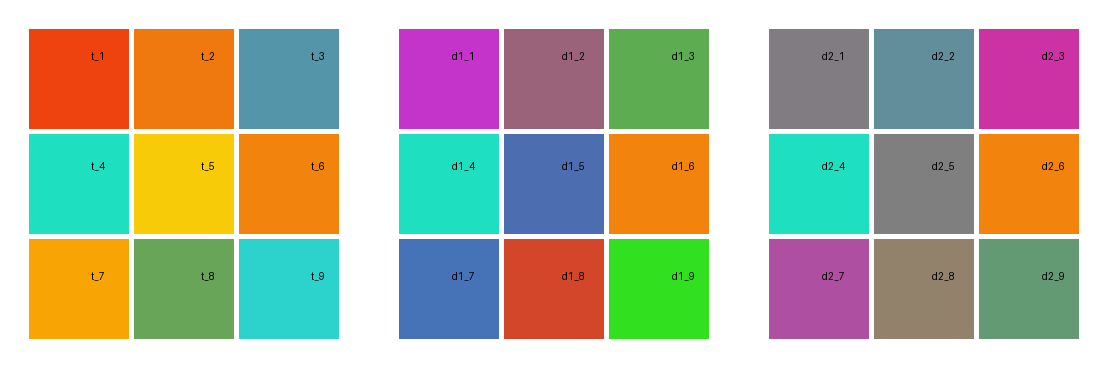 t_1 t_2 t_3 d1_1 d1_2 d1_3 d2_1 d2_2 d2_3
t_4 t_5 t_6 d1_4 d1_5 d1_6 d2_4 d2_5 d2_6
t_7 t_8 t_9 d1_7 d1_8 d1_9 d2_7 d2_8 d2_9